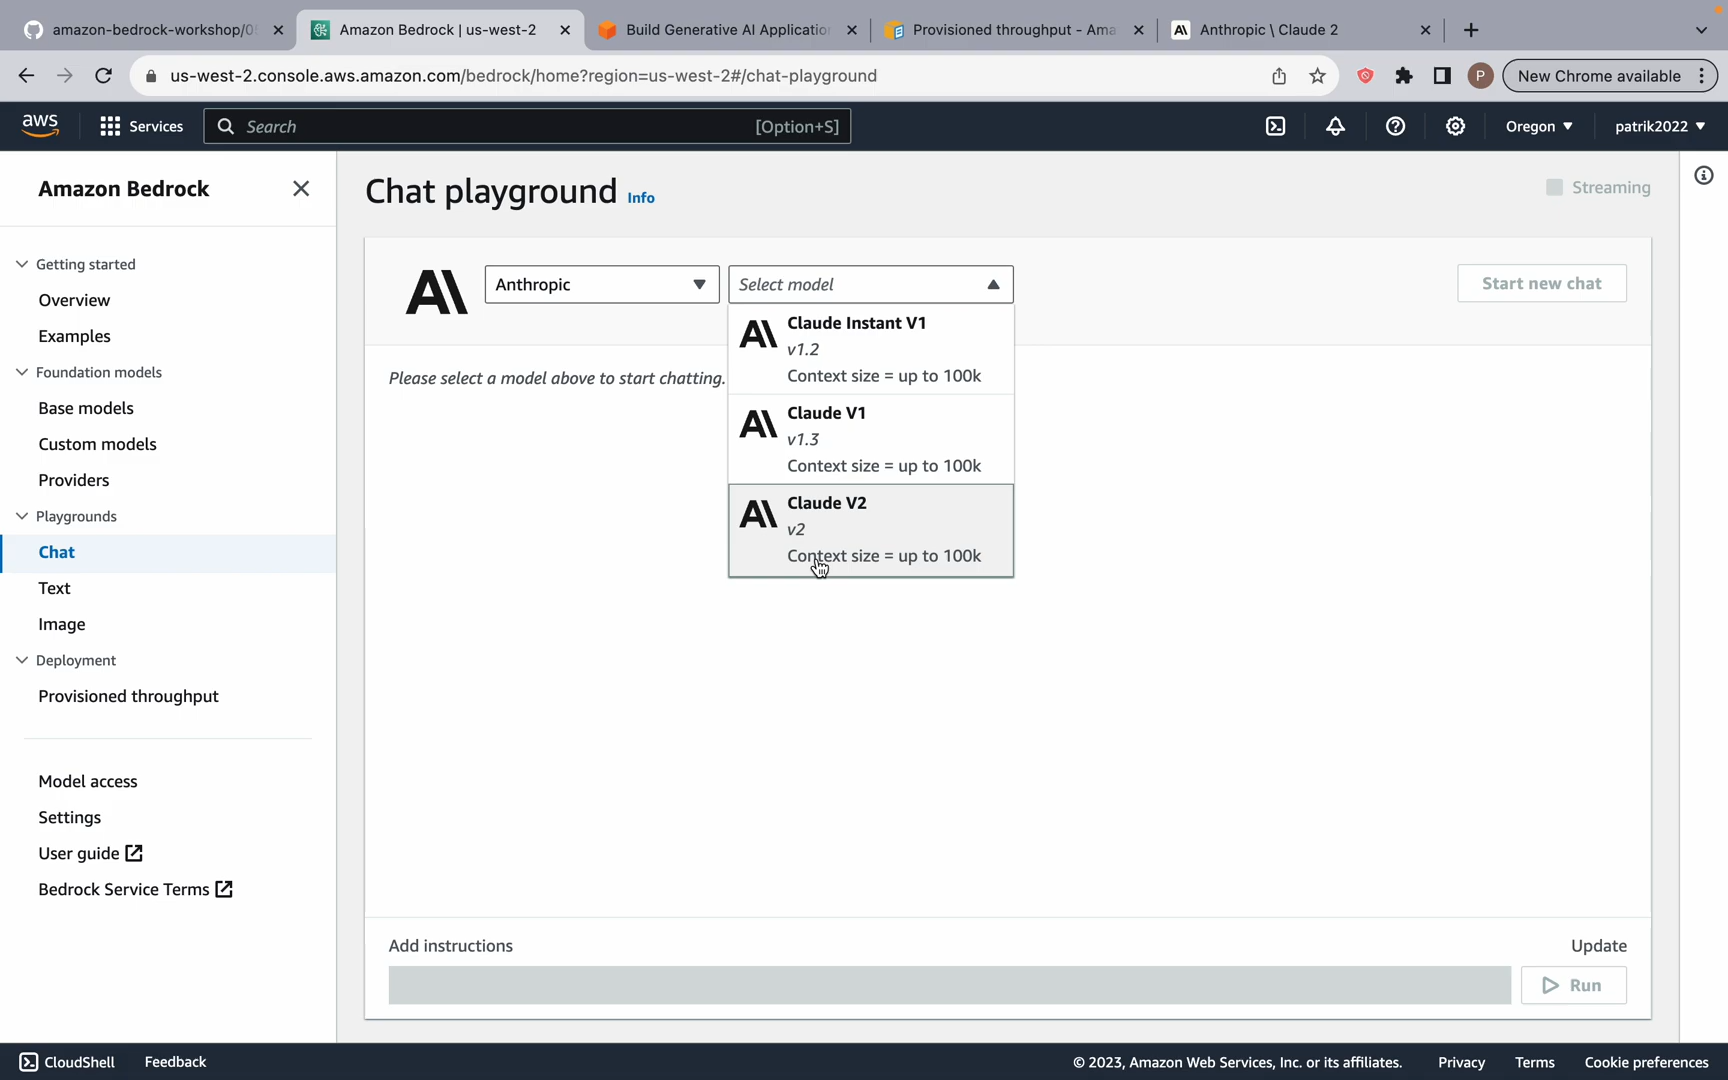 amazon-bedrock-workshop/0
Amazon Bedrock | us-west-2
Build Generative AI Applicatio
Provisioned throughput - Ama
Anthropic \ Claude 2
us-west-2.console.aws.amazon.com/bedrock/home?region=us-west-2#/chat-playground
P
New Chrome available
aws
Services
Search
[Option+S]
Oregon
patrik2022
Amazon Bedrock
Getting started
Overview
Examples
Foundation models
Base models
Custom models
Providers
Playgrounds
Chat
Text
Image
Deployment
Provisioned throughput
Model access
Settings
User guide
Bedrock Service Terms
Chat playground Info
Streaming
A\
Anthropic
Select model
Start new chat
Please select a model above to start chatting.
A\
Claude Instant V1
v1.2
Context size = up to 100k
A\
Claude V1
v1.3
Context size = up to 100k
A\
Claude V2
v2
Context size = up to 100k
Add instructions
Update
Run
CloudShell
Feedback
© 2023, Amazon Web Services, Inc. or its affiliates.
Privacy
Terms
Cookie preferences